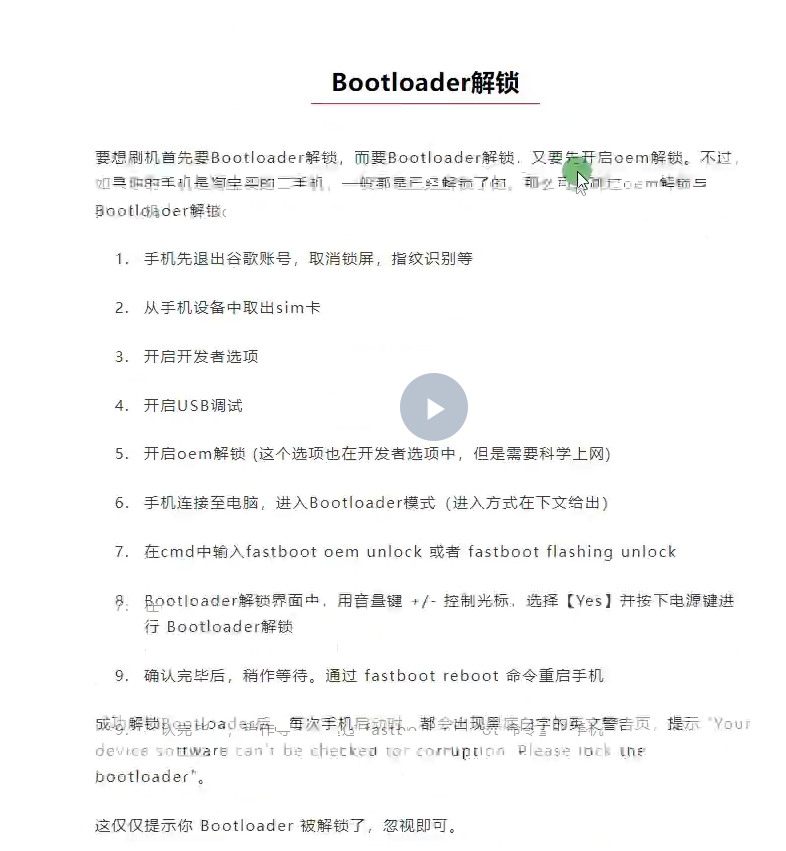 Bootloader解锁
要想刷机首先要Bootloader解锁，而要Bootloader解锁，又要先开启oem解锁。不过，
如果 手机是淘宝买的二手机，一般都是已经解锁了的，那么 oem解锁与
Bootloader解锁
1. 手机先退出谷歌账号，取消锁屏，指纹识别等
2. 从手机设备中取出sim卡
3. 开启开发者选项
4. 开启USB调试
5. 开启oem解锁 (这个选项也在开发者选项中，但是需要科学上网)
6. 手机连接至电脑，进入Bootloader模式（进入方式在下文给出）
7. 在cmd中输入fastboot oem unlock 或者 fastboot flashing unlock
8. Bootloader解锁界面中，用音量键 +/- 控制光标，选择【Yes】并按下电源键进
行 Bootloader解锁
9. 确认完毕后，稍作等待。通过 fastboot reboot 命令重启手机
成功解锁Bootloader后，每次手机启动时，都会出现黑底白字的英文警告页，提示 "Your
device software can't be checked for corruption. Please lock the
bootloader"。
这仅仅提示你 Bootloader 被解锁了，忽视即可。